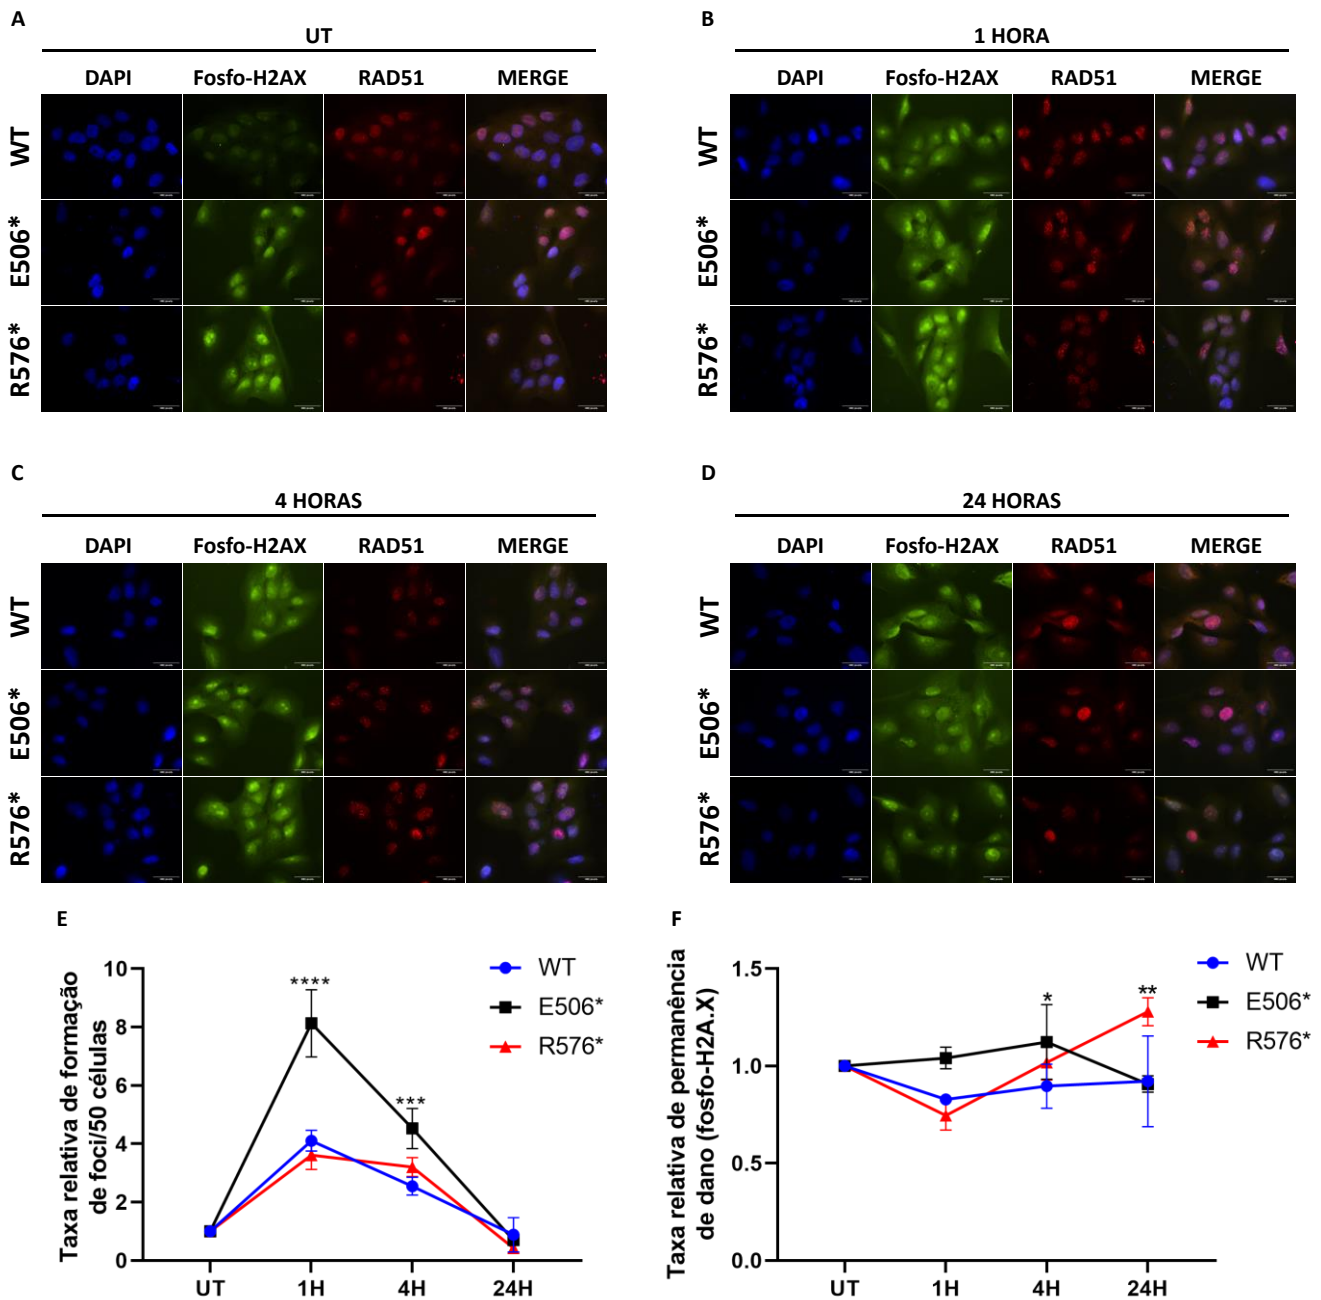 A
UT
DAPI Fosfo-H2AX RAD51 MERGE
WT
E506*
R576*
B
1 HORA
DAPI Fosfo-H2AX RAD51 MERGE
WT
E506*
R576*
C
4 HORAS
DAPI Fosfo-H2AX RAD51 MERGE
WT
E506*
R576*
D
24 HORAS
DAPI Fosfo-H2AX RAD51 MERGE
WT
E506*
R576*
E
Taxa relativa de formação
de foci/50 células
10
8
6
4
2
0
****
***
UT 1H 4H 24H
WT
E506*
R576*
F
Taxa relativa de permanência
de dano (fosfo-H2A.X)
1.5
1.0
0.5
0.0
*
**
UT 1H 4H 24H
WT
E506*
R576*